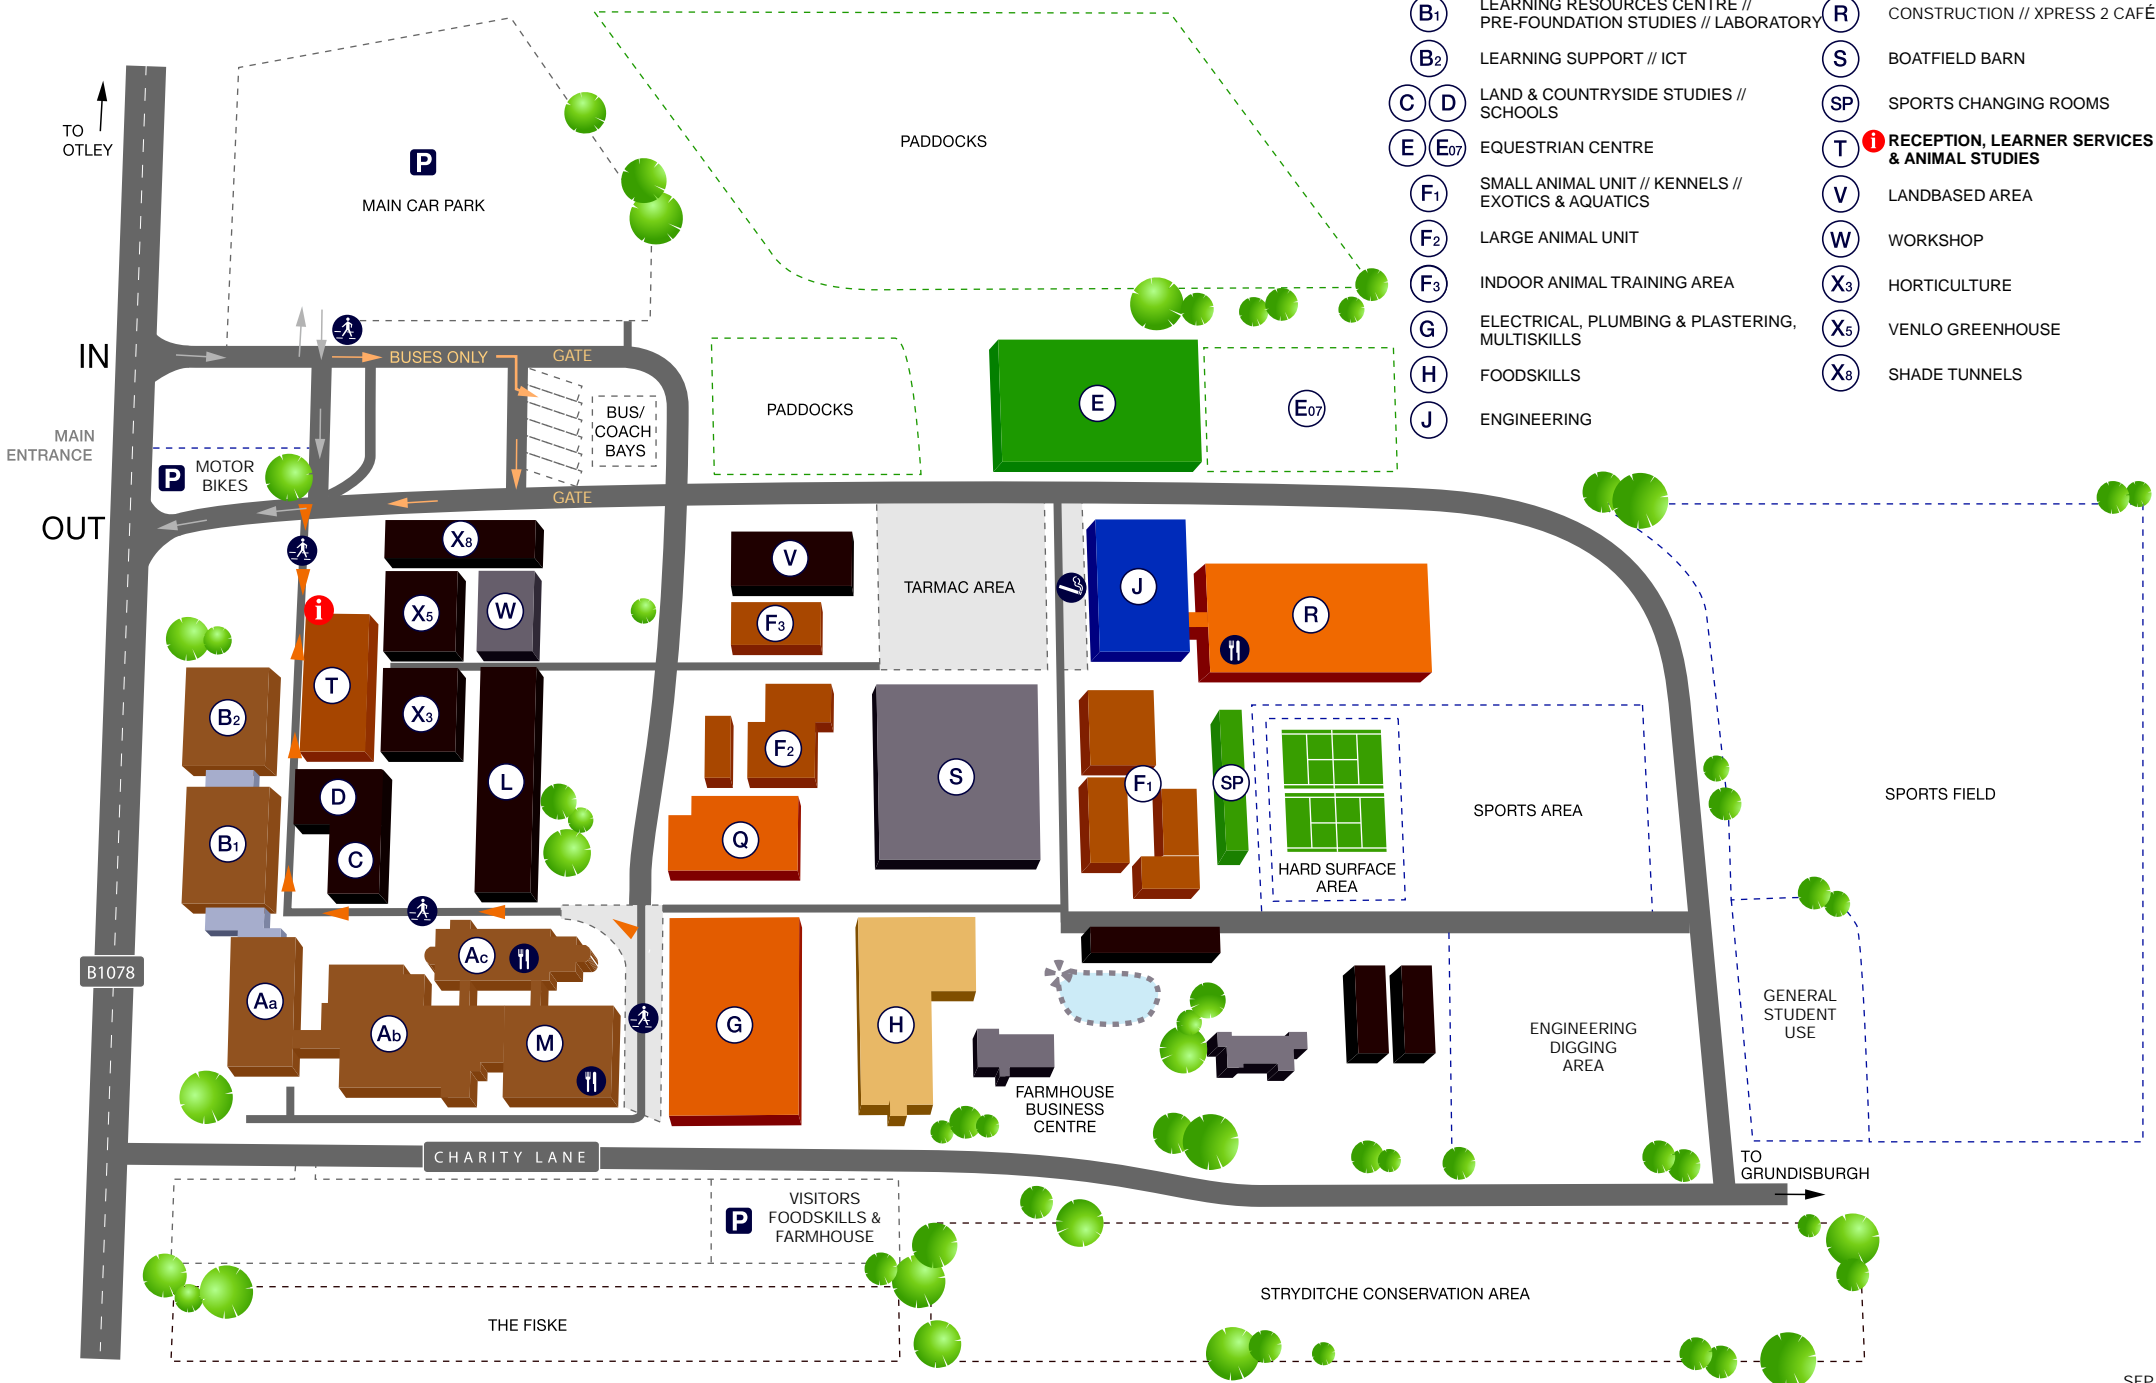 B1
LEARNING RESOURCES CENTRE //
PRE-FOUNDATION STUDIES // LABORATORY
B2
LEARNING SUPPORT // ICT
C D
LAND & COUNTRYSIDE STUDIES //
SCHOOLS
E E07
EQUESTRIAN CENTRE
F1
SMALL ANIMAL UNIT // KENNELS //
EXOTICS & AQUATICS
F2
LARGE ANIMAL UNIT
F3
INDOOR ANIMAL TRAINING AREA
G
ELECTRICAL, PLUMBING & PLASTERING,
MULTISKILLS
H
FOODSKILLS
J
ENGINEERING
R
CONSTRUCTION // XPRESS 2 CAFÉ
S
BOATFIELD BARN
SP
SPORTS CHANGING ROOMS
T
i RECEPTION, LEARNER SERVICES
& ANIMAL STUDIES
V
LANDBASED AREA
W
WORKSHOP
X3
HORTICULTURE
X5
VENLO GREENHOUSE
X8
SHADE TUNNELS
TO
OTLEY
P
MAIN CAR PARK
PADDOCKS
IN
BUSES ONLY
GATE
MAIN
ENTRANCE
P
MOTOR
BIKES
BUS/
COACH
BAYS
PADDOCKS
E
E07
OUT
GATE
X8
V
TARMAC AREA
J
R
i
X5
W
F3
T
B2
X3
F2
S
F1
SP
SPORTS AREA
SPORTS FIELD
D
L
B1
C
Q
HARD SURFACE
AREA
B1078
Ac
Aa
Ab
M
G
H
FARMHOUSE
BUSINESS
CENTRE
ENGINEERING
DIGGING
AREA
GENERAL
STUDENT
USE
CHARITY LANE
TO
GRUNDISBURGH
P
VISITORS
FOODSKILLS &
FARMHOUSE
THE FISKE
STRYDITCHE CONSERVATION AREA